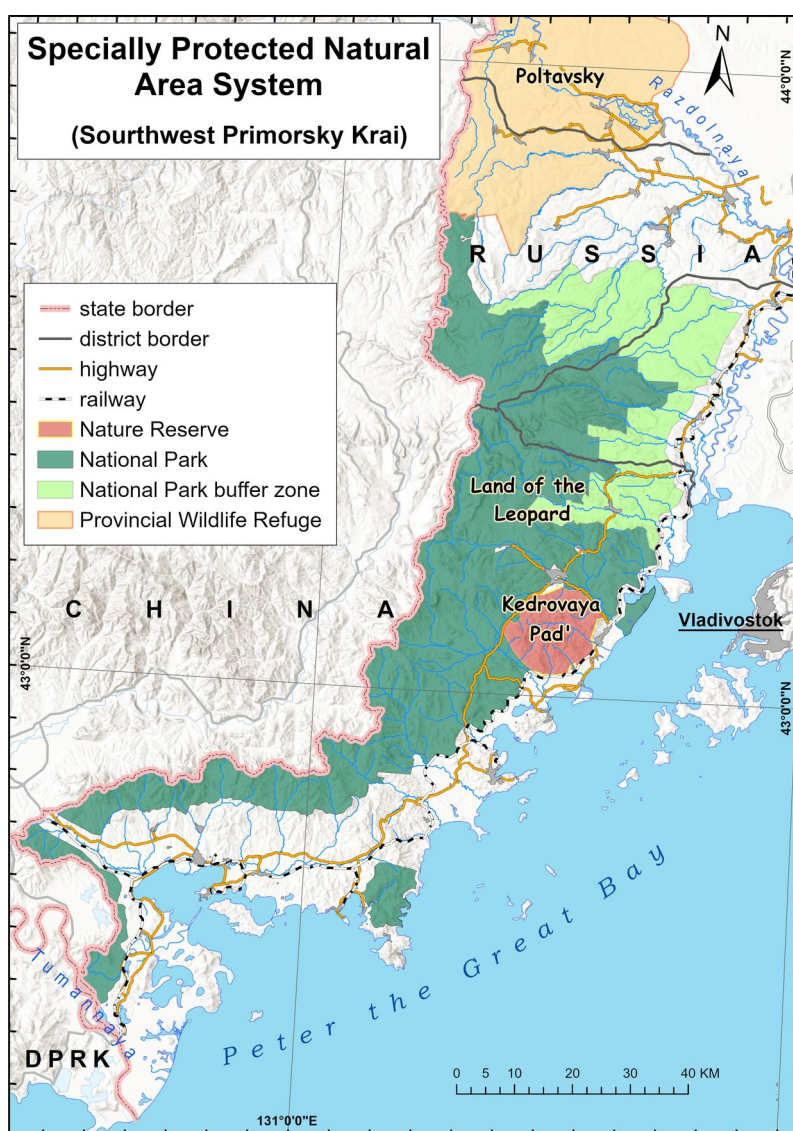 Specially Protected Natural
Area System
(Sourthwest Primorsky Krai)
N
44°0'0"N
Poltavsky
Razdolnaya
R U S S I A
state border
district border
highway
railway
Nature Reserve
National Park
National Park buffer zone
Provincial Wildlife Refuge
Land of the
Leopard
C H I N A
Kedrovaya
Pad'
Vladivostok
43°0'0"N
43°0'0"N
Peter the Great Bay
Tumannaya
DPRK
0 5 10 20 30 40 KM
131°0'0"E